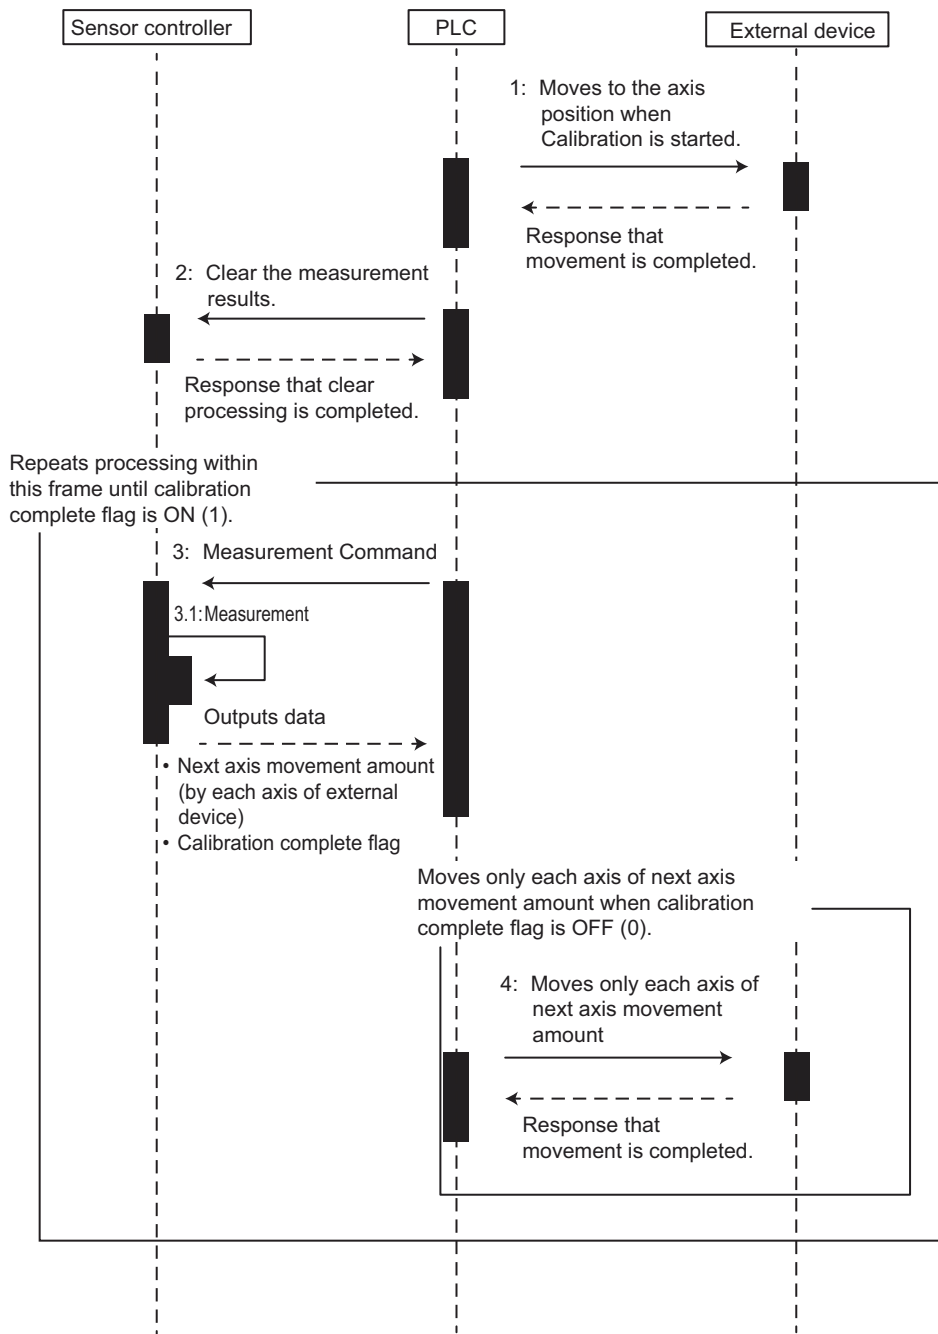 Sensor controller
PLC
External device
1: Moves to the axis
position when
Calibration is started.
Response that
movement is completed.
2: Clear the measurement
results.
Response that clear
processing is completed.
Repeats processing within
this frame until calibration
complete flag is ON (1).
3: Measurement Command
3.1:Measurement
Outputs data
• Next axis movement amount
(by each axis of external
device)
• Calibration complete flag
Moves only each axis of next axis
movement amount when calibration
complete flag is OFF (0).
4: Moves only each axis of
next axis movement
amount
Response that
movement is completed.